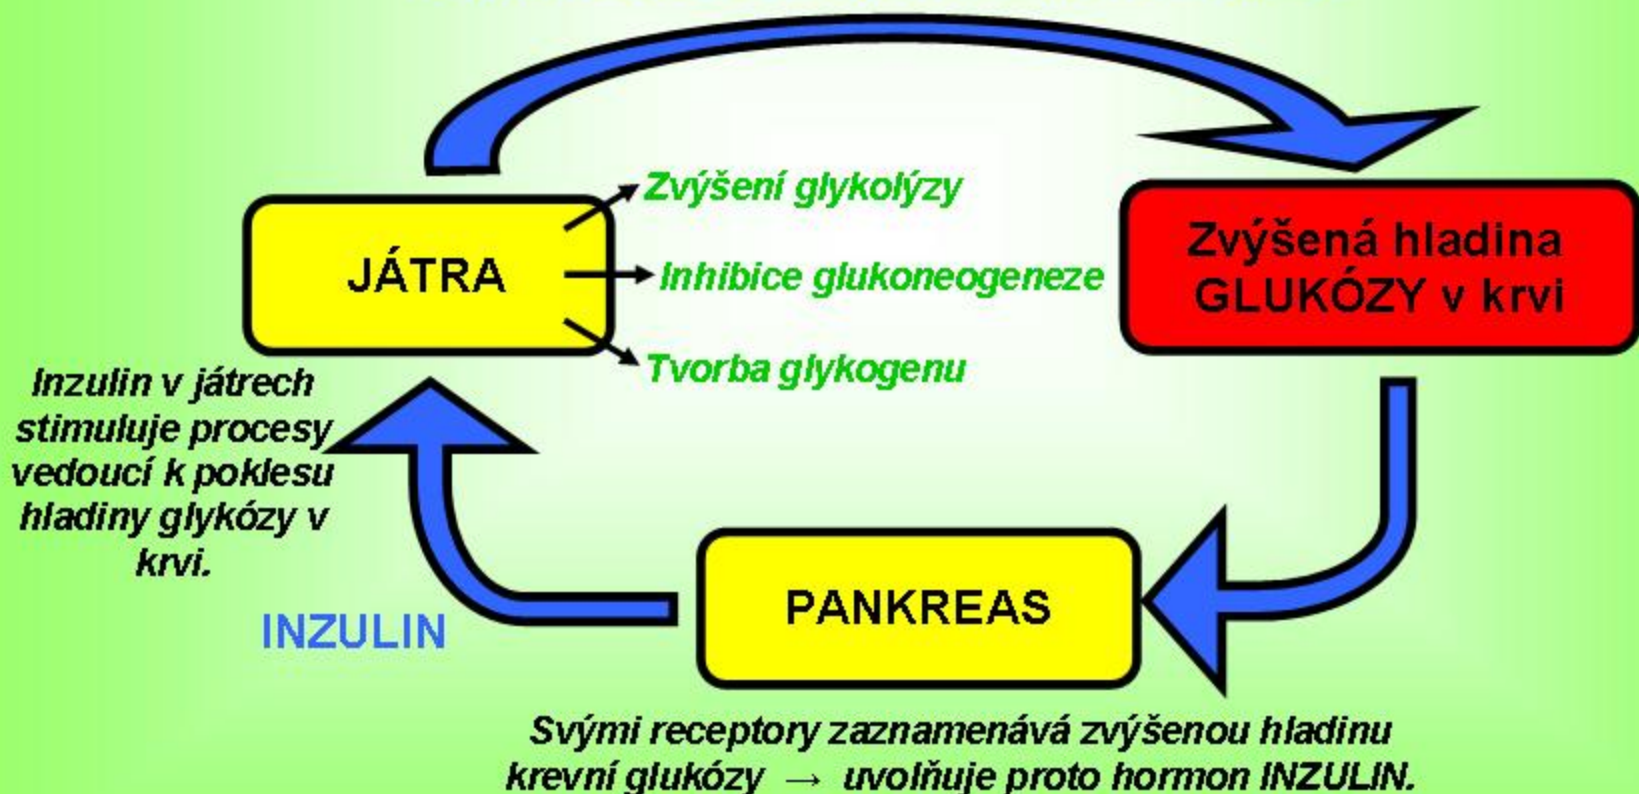 Zvýšení glykolýzy
JÁTRA
Inhibice glukoneogeneze
Tvorba glykogenu
Zvýšená hladina
GLUKÓZY v krvi
Inzulin v játrech
stimuluje procesy
vedoucí k poklesu
hladiny glykózy v
krvi.
INZULIN
PANKREAS
Svými receptory zaznamenává zvýšenou hladinu
krevní glukózy → uvolňuje proto hormon INZULIN.